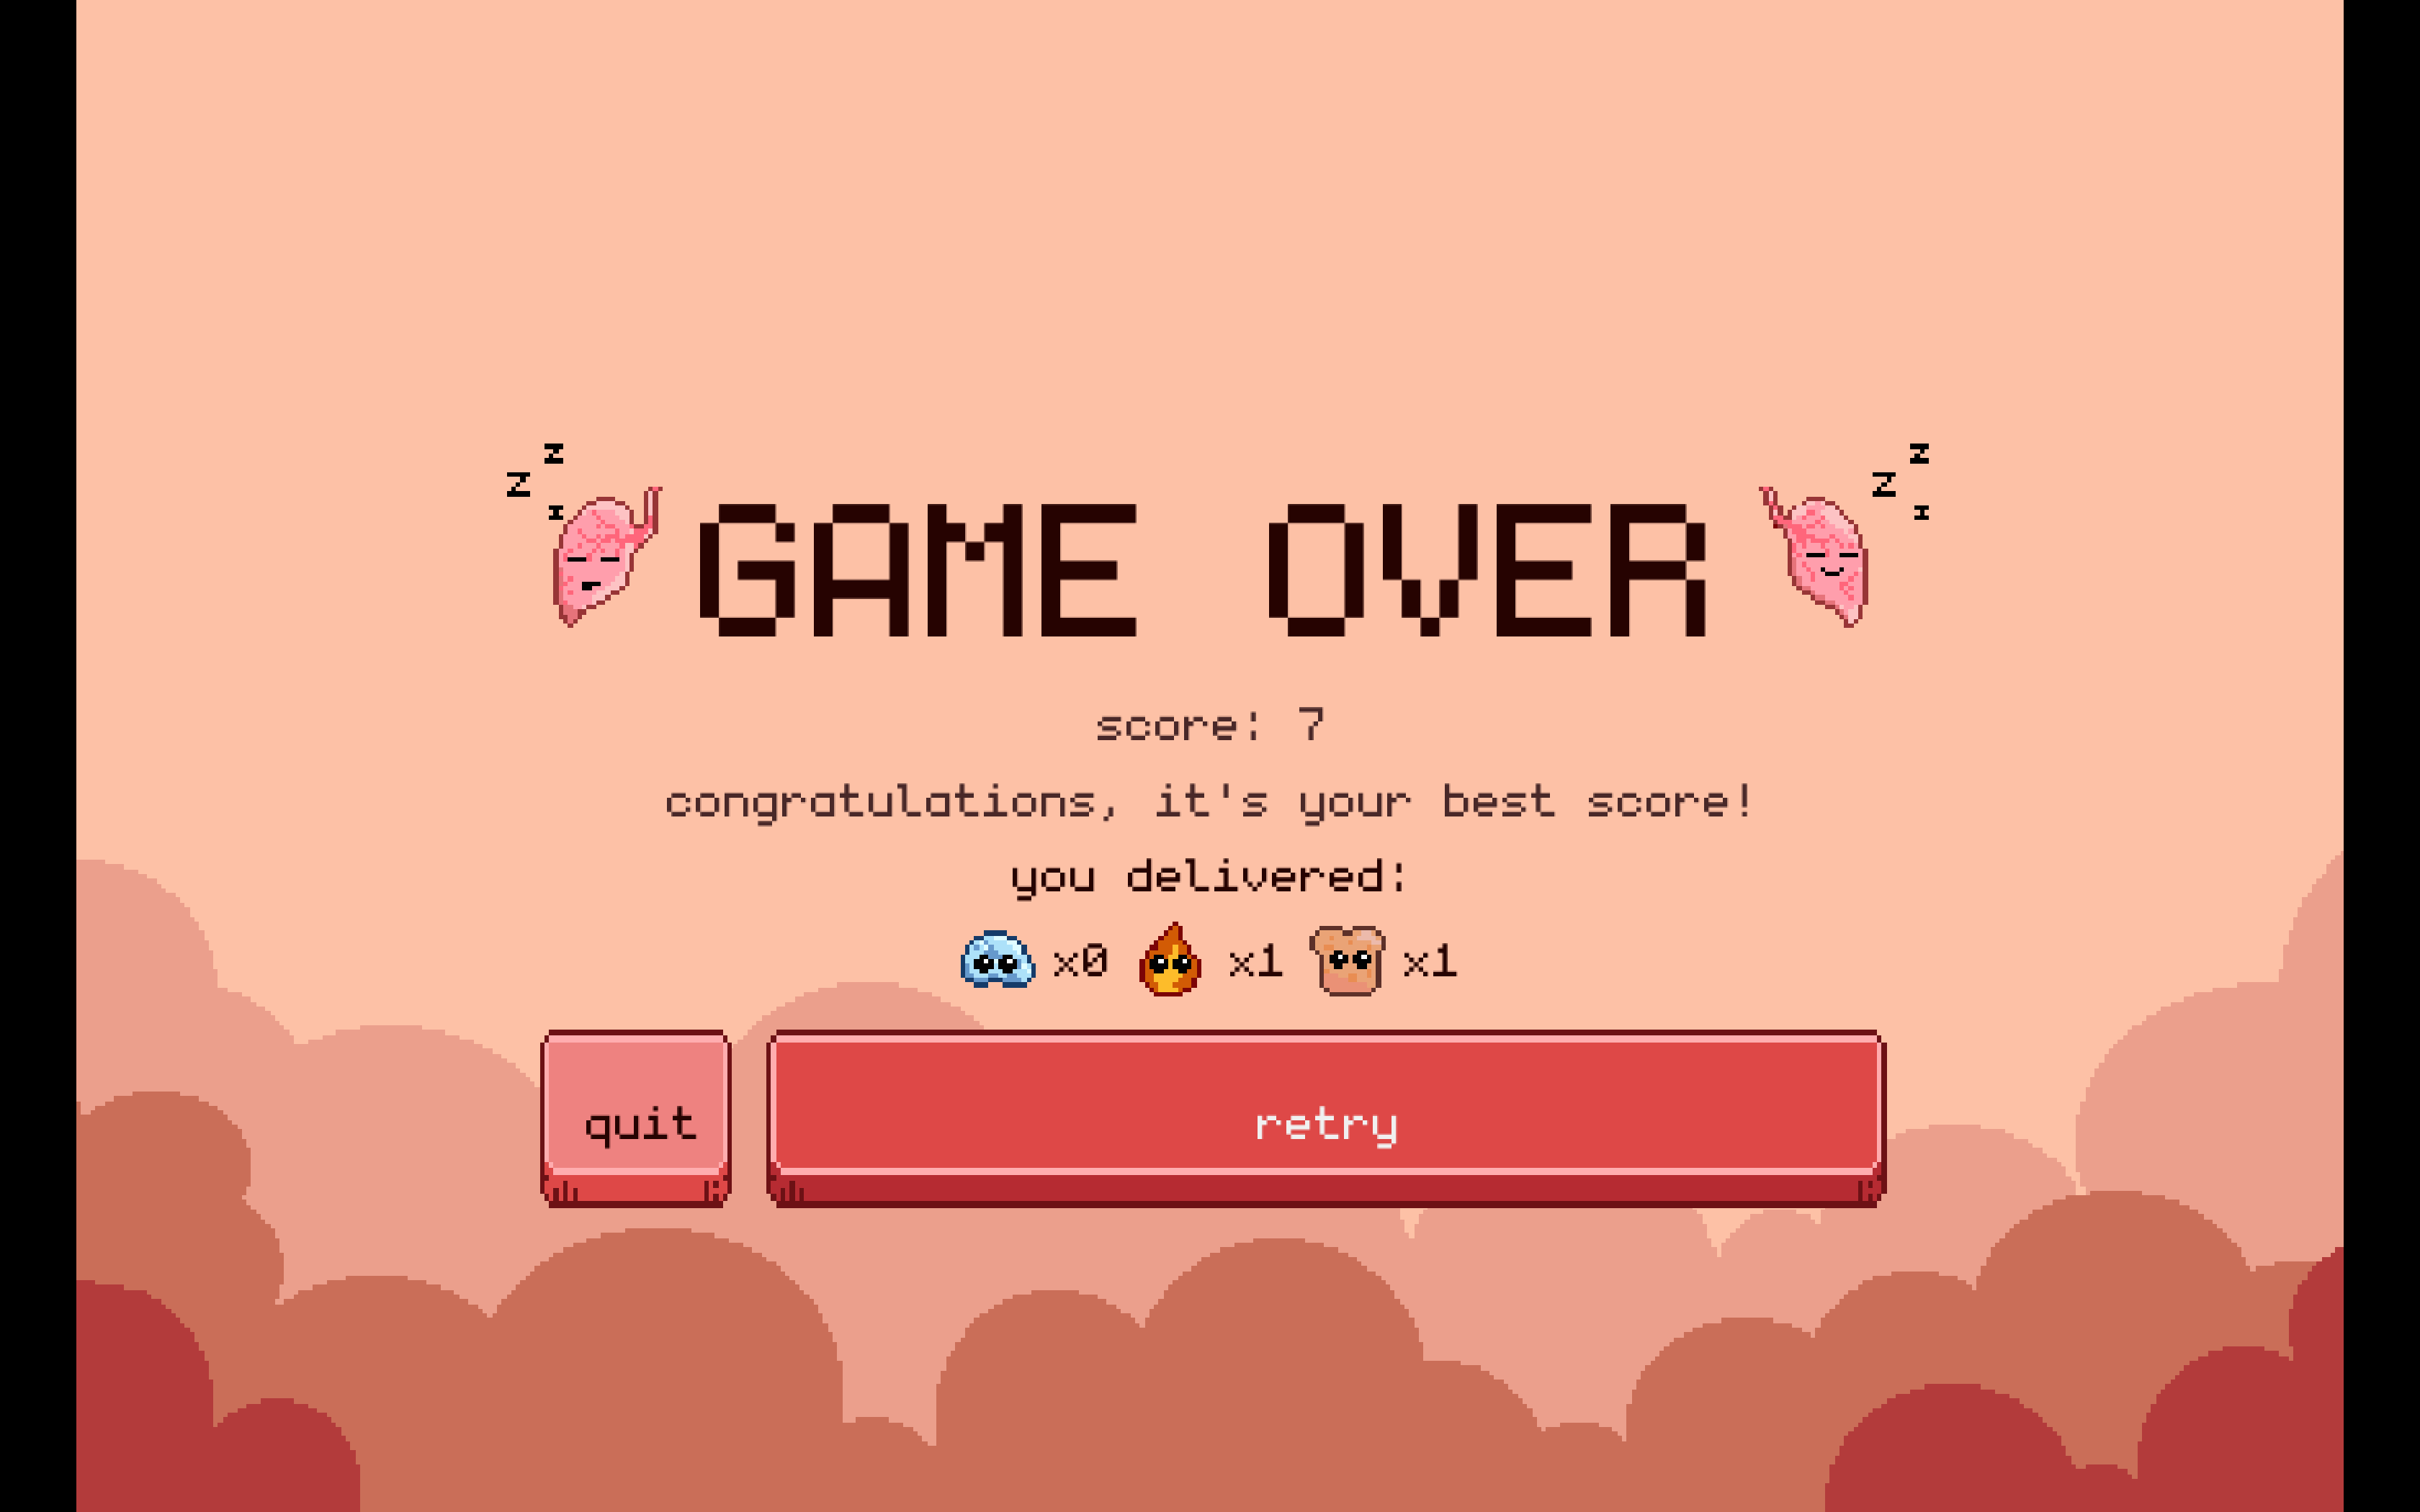 z z
z z
z z
GAME OVER
score: 7
congratulations, it's your best score!
you delivered:
x0 x1 x1
quit retry